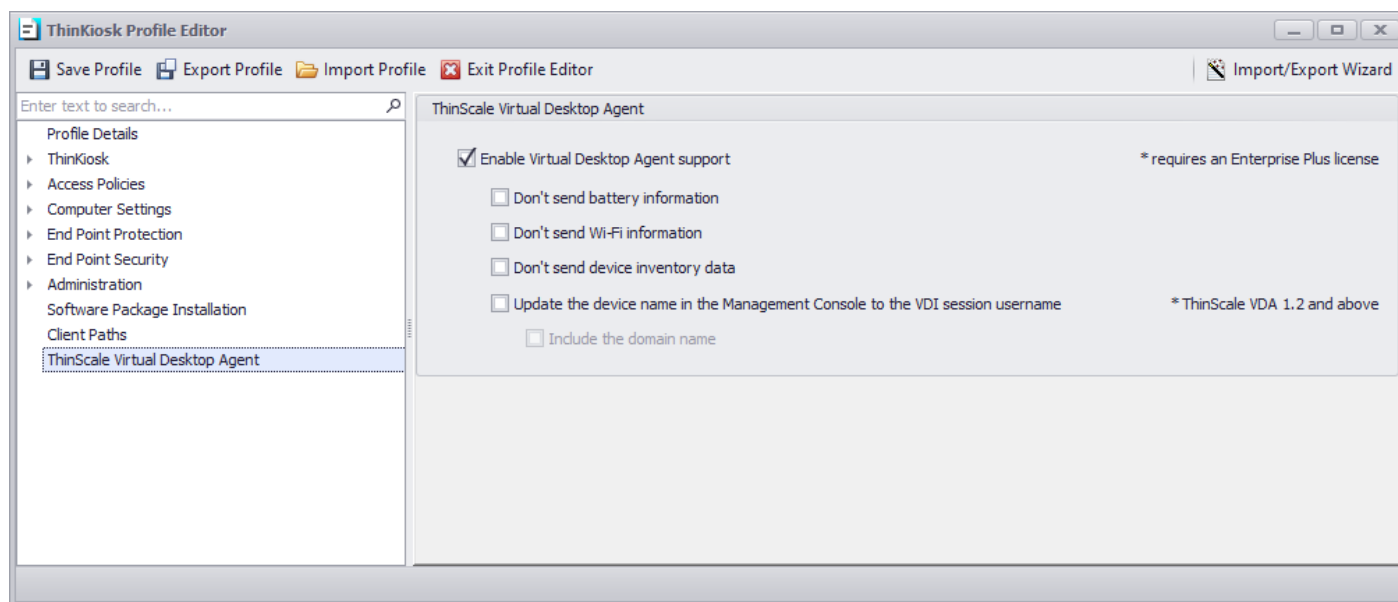 ThinKiosk Profile Editor
Save Profile Export Profile Import Profile Exit Profile Editor Import/Export Wizard
Enter text to search...
Profile Details
ThinKiosk
Access Policies
Computer Settings
End Point Protection
End Point Security
Administration
Software Package Installation
Client Paths
ThinScale Virtual Desktop Agent
ThinScale Virtual Desktop Agent
Enable Virtual Desktop Agent support * requires an Enterprise Plus license
Don't send battery information
Don't send Wi-Fi information
Don't send device inventory data
Update the device name in the Management Console to the VDI session username * ThinScale VDA 1.2 and above
Include the domain name